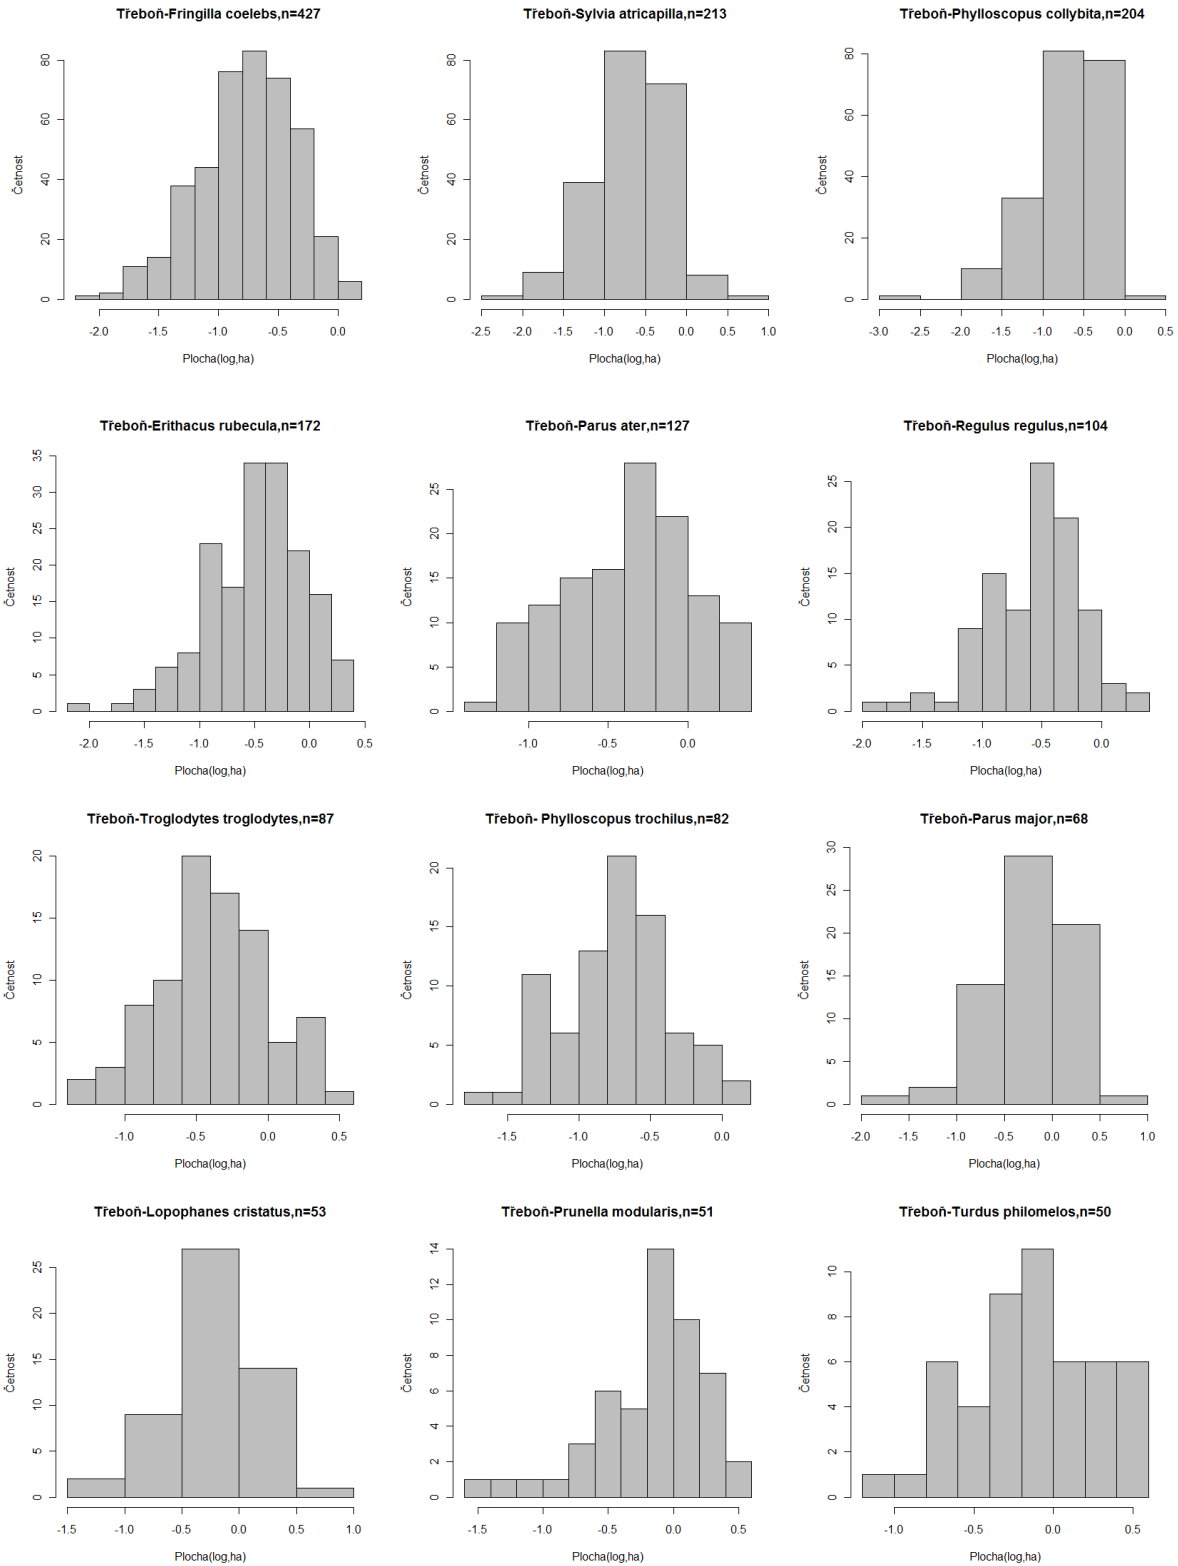 Třeboň-Fringilla coelebs,n=427
Četnost
0 20 40 60 80
-2.0 -1.5 -1.0 -0.5 0.0
Plocha(log,ha)
Třeboň-Sylvia atricapilla,n=213
Četnost
0 20 40 60 80
-2.5 -2.0 -1.5 -1.0 -0.5 0.0 0.5 1.0
Plocha(log,ha)
Třeboň-Phylloscopus collybita,n=204
Četnost
0 20 40 60 80
-3.0 -2.0 -1.0 0.0 0.5
Plocha(log,ha)
Třeboň-Erithacus rubecula,n=172
Četnost
0 5 10 15 20 25 30 35
-2.0 -1.5 -1.0 -0.5 0.0 0.5
Plocha(log,ha)
Třeboň-Parus ater,n=127
Četnost
0 5 10 15 20 25
-1.0 -0.5 0.0
Plocha(log,ha)
Třeboň-Regulus regulus,n=104
Četnost
0 5 10 15 20 25
-2.0 -1.5 -1.0 -0.5 0.0
Plocha(log,ha)
Třeboň-Troglodytes troglodytes,n=87
Četnost
0 5 10 15 20
-1.0 -0.5 0.0 0.5
Plocha(log,ha)
Třeboň- Phylloscopus trochilus,n=82
Četnost
0 5 10 15 20
-1.5 -1.0 -0.5 0.0
Plocha(log,ha)
Třeboň-Parus major,n=68
Četnost
0 5 10 15 20 25 30
-2.0 -1.5 -1.0 -0.5 0.0 0.5 1.0
Plocha(log,ha)
Třeboň-Lopophanes cristatus,n=53
Četnost
0 5 10 15 20 25
-1.5 -1.0 -0.5 0.0 0.5 1.0
Plocha(log,ha)
Třeboň-Prunella modularis,n=51
Četnost
0 2 4 6 8 10 12 14
-1.5 -1.0 -0.5 0.0 0.5
Plocha(log,ha)
Třeboň-Turdus philomelos,n=50
Četnost
0 2 4 6 8 10
-1.0 -0.5 0.0 0.5
Plocha(log,ha)